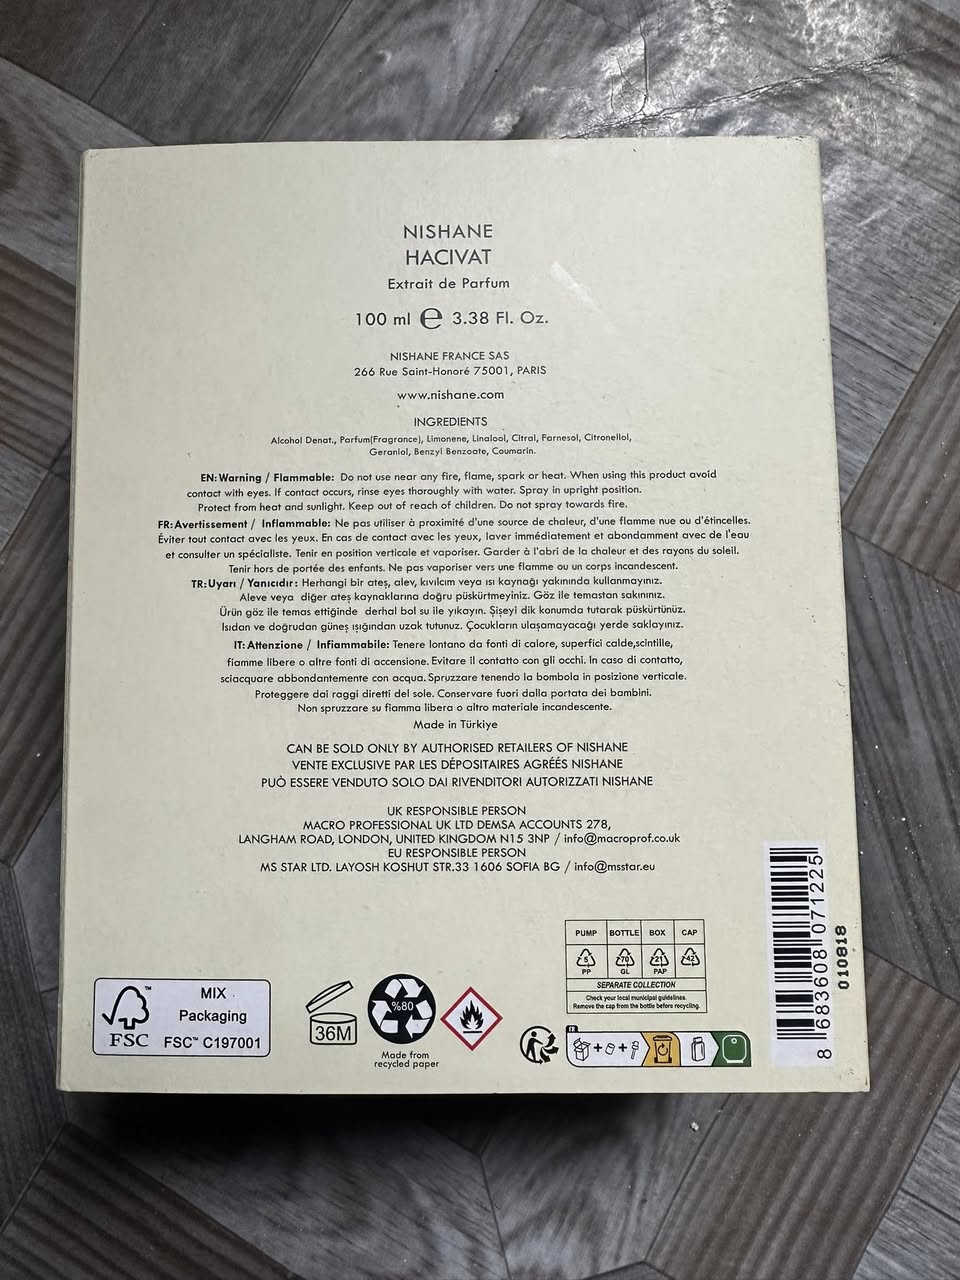 NISHANE
HACIVAT
Extrait de Parfum
100 ml ℮ 3.38 Fl. Oz.
NISHANE FRANCE SAS
266 Rue Saint-Honoré 75001, PARIS
www.nishane.com
INGREDIENTS
Alcohol Denat., Parfum(Fragrance), Limonene, Linalool, Citral, Farnesol, Citronellol,
Geraniol, Benzyl Benzoate, Coumarin.
EN: Warning / Flammable: Do not use near any fire, flame, spark or heat. When using this product avoid
contact with eyes. If contact occurs, rinse eyes thoroughly with water. Spray in upright position.
Protect from heat and sunlight. Keep out of reach of children. Do not spray towards fire.
FR: Avertissement / Inflammable: Ne pas utiliser à proximité d'une source de chaleur, d'une flamme nue ou d'étincelles.
Éviter tout contact avec les yeux. En cas de contact avec les yeux, laver immédiatement et abondamment avec de l'eau
et consulter un spécialiste. Tenir en position verticale et vaporiser. Garder à l'abri de la chaleur et des rayons du soleil.
Tenir hors de portée des enfants. Ne pas vaporiser vers une flamme ou un corps incandescent.
TR: Uyarı / Yanıcıdır: Herhangi bir ateş, alev, kıvılcım veya ısı kaynağı yakınında kullanmayınız.
Aleve veya diğer ateş kaynaklarına doğru püskürtmeyiniz. Göz ile temastan sakınınız.
Ürün göz ile temas ettiğinde derhal bol su ile yıkayın. Şişeyi dik konumda tutarak püskürtünüz.
Isıdan ve doğrudan güneş ışığından uzak tutunuz. Çocukların ulaşamayacağı yerde saklayınız.
IT: Attenzione / Infiammabile: Tenere lontano da fonti di calore, superfici calde,scintille,
fiamme libere o altre fonti di accensione. Evitare il contatto con gli occhi. In caso di contatto,
sciacquare abbondantemente con acqua. Spruzzare tenendo la bombola in posizione verticale.
Proteggere dai raggi diretti del sole. Conservare fuori dalla portata dei bambini.
Non spruzzare su fiamma libera o altro materiale incandescente.
Made in Türkiye
CAN BE SOLD ONLY BY AUTHORISED RETAILERS OF NISHANE
VENTE EXCLUSIVE PAR LES DÉPOSITAIRES AGRÉÉS NISHANE
PUÒ ESSERE VENDUTO SOLO DAI RIVENDITORI AUTORIZZATI NISHANE
UK RESPONSIBLE PERSON
MACRO PROFESSIONAL UK LTD DEMSA ACCOUNTS 278,
LANGHAM ROAD, LONDON, UNITED KINGDOM N15 3NP / info@macroprof.co.uk
EU RESPONSIBLE PERSON
MS STAR LTD. LAYOSH KOSHUT STR.33 1606 SOFIA BG / info@msstar.eu
PUMP BOTTLE BOX CAP
5 70 21 42
PP GL PAP
SEPARATE COLLECTION
Check your local municipal guidelines.
Remove the cap from the bottle before recycling.
FSC™
MIX
Packaging
FSC™ C197001
36M
%80
Made from
recycled paper
FR
8 683608 071225
010818